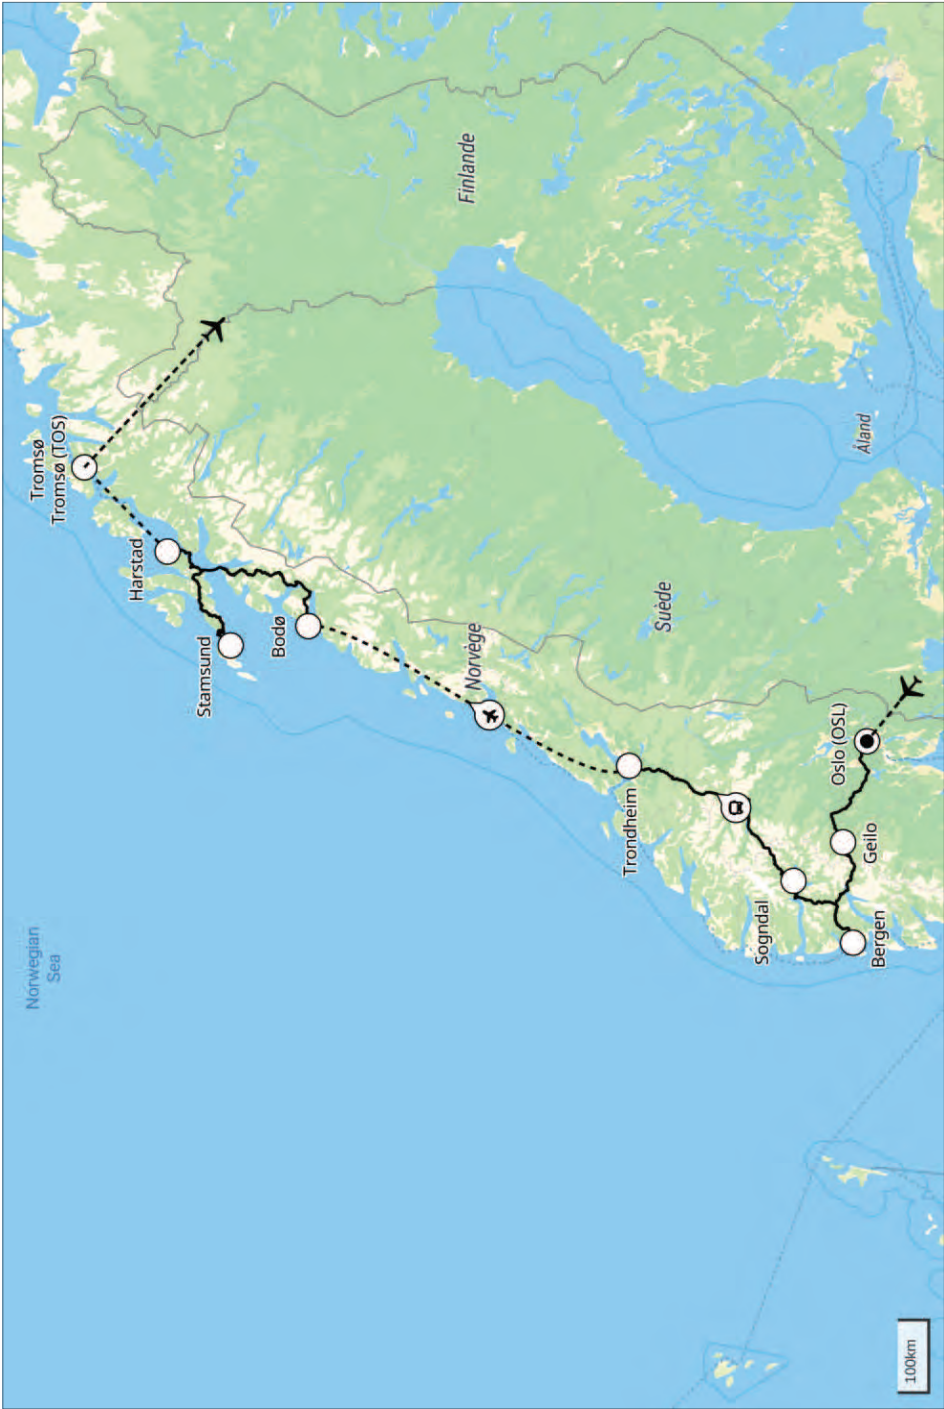 Tromsø
Tromsø (TOS)
Harstad
Stamsund
Bodø
Norvège
Finlande
Suède
Åland
Trondheim
Sogndal
Bergen
Geilo
Oslo (OSL)
Norwegian
Sea
100km